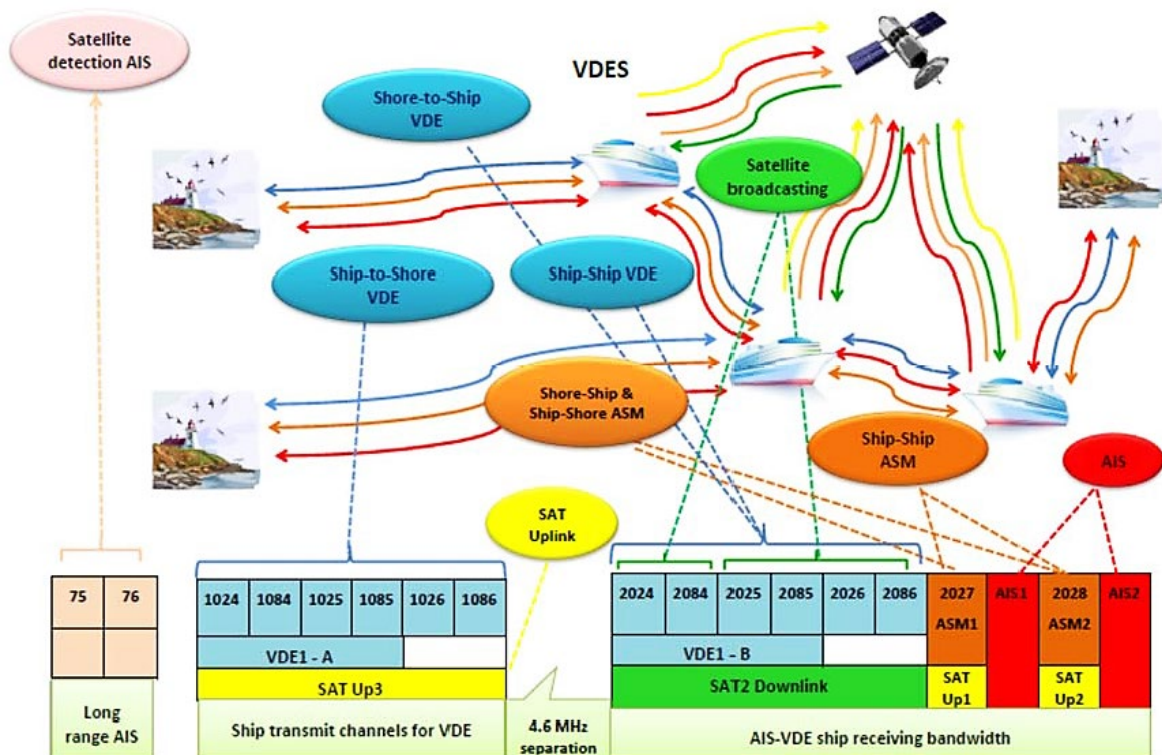 Satellite
detection AIS
VDES
Shore-to-Ship
VDE
Satellite
broadcasting
Ship-to-Shore
VDE
Ship-Ship VDE
Shore-Ship &
Ship-Shore ASM
Ship-Ship
ASM
AIS
SAT
Uplink
75 76
1024 1084 1025 1085 1026 1086
2024 2084 2025 2085 2026 2086 2027 AIS1 2028 AIS2
ASM1 ASM2
VDE1 - A
VDE1 – B
SAT Up3
SAT2 Downlink
SAT
Up1
SAT
Up2
Long
range AIS
Ship transmit channels for VDE
4.6 MHz
separation
AIS-VDE ship receiving bandwidth